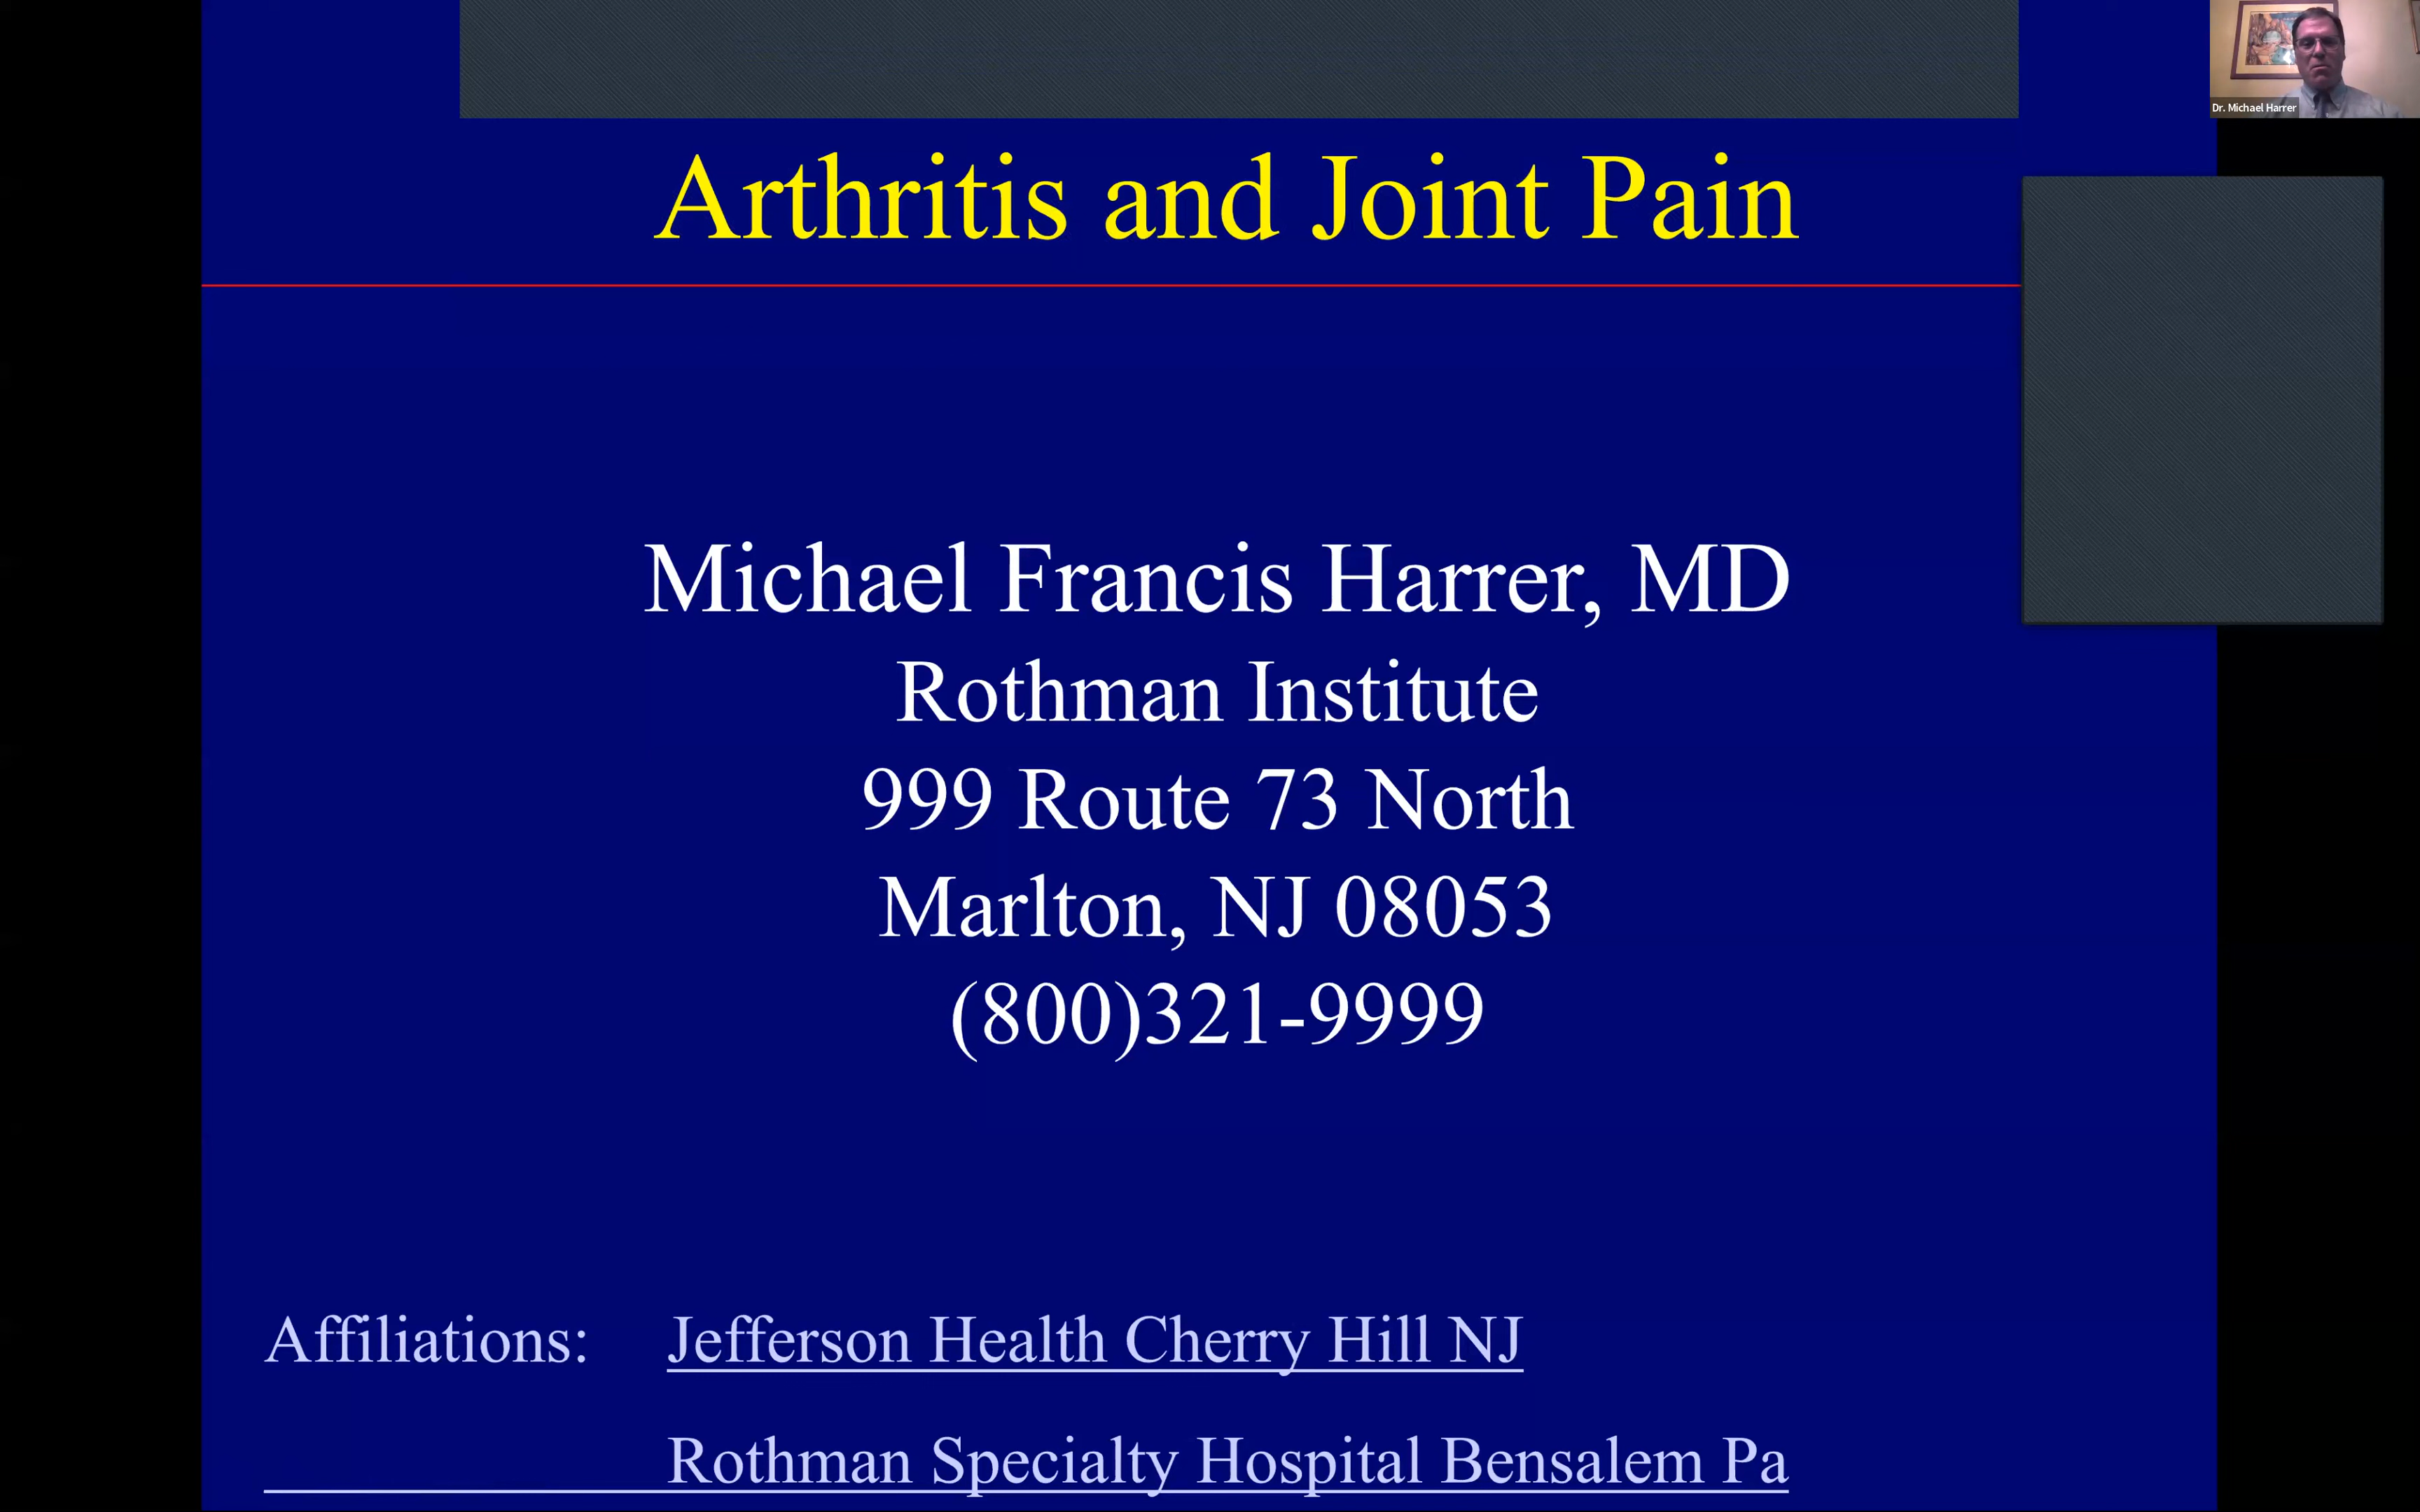 Dr. Michael Harrer
Arthritis and Joint Pain
Michael Francis Harrer, MD
Rothman Institute
999 Route 73 North
Marlton, NJ 08053
(800)321-9999
Affiliations: Jefferson Health Cherry Hill NJ
Rothman Specialty Hospital Bensalem Pa